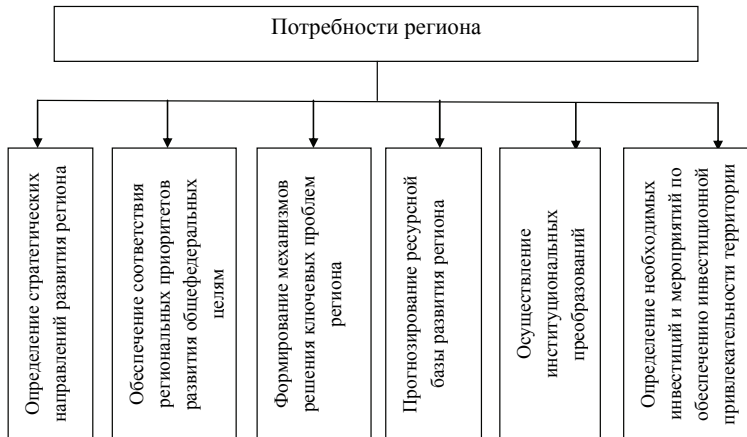 Потребности региона
Определение стратегических
направлений развития региона
Обеспечение соответствия
региональных приоритетов
развития общефедеральных
целям
Формирование механизмов
решения ключевых проблем
региона
Прогнозирование ресурсной
базы развития региона
Осуществление
институциональных
преобразований
Определение необходимых
инвестиций и мероприятий по
обеспечению инвестиционной
привлекательности территории